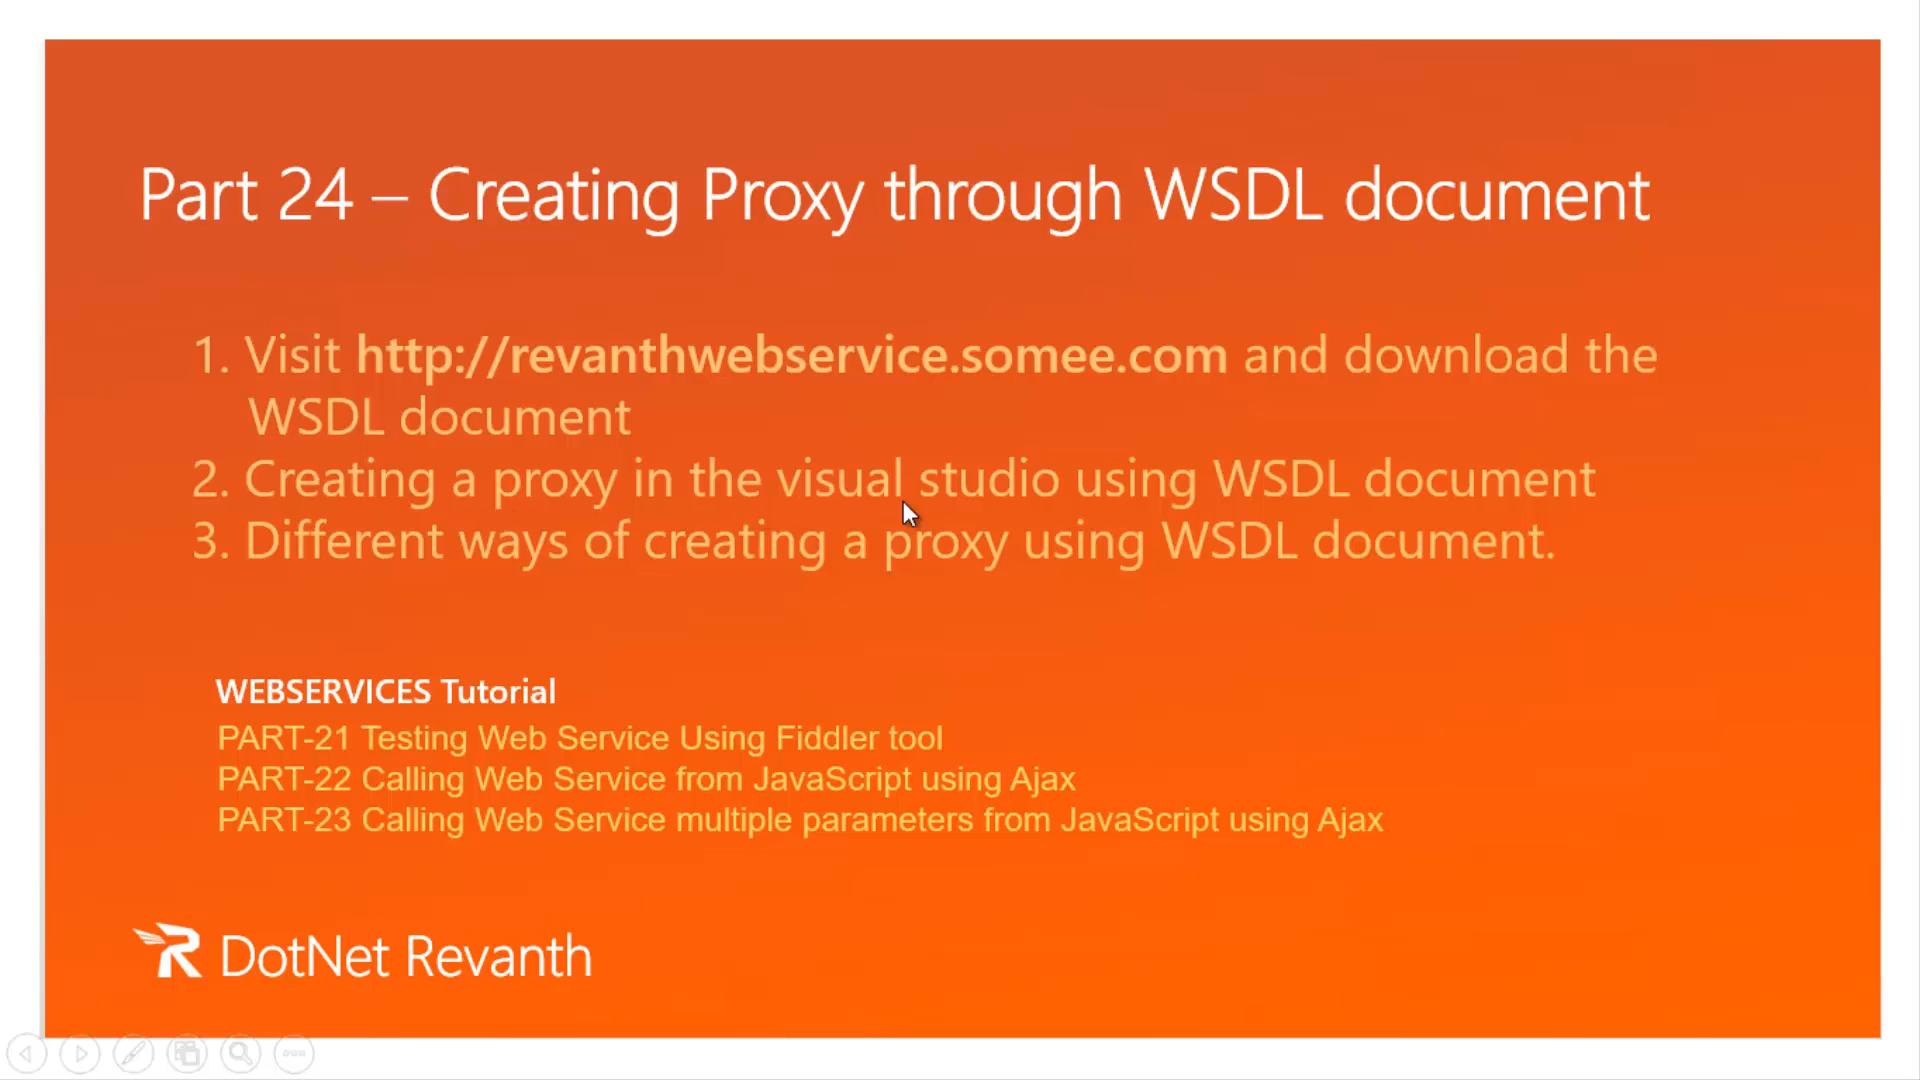 Part 24 – Creating Proxy through WSDL document
1. Visit http://revanthwebservice.somee.com and download the
WSDL document
2. Creating a proxy in the visual studio using WSDL document
3. Different ways of creating a proxy using WSDL document.
WEBSERVICES Tutorial
PART-21 Testing Web Service Using Fiddler tool
PART-22 Calling Web Service from JavaScript using Ajax
PART-23 Calling Web Service multiple parameters from JavaScript using Ajax
DotNet Revanth